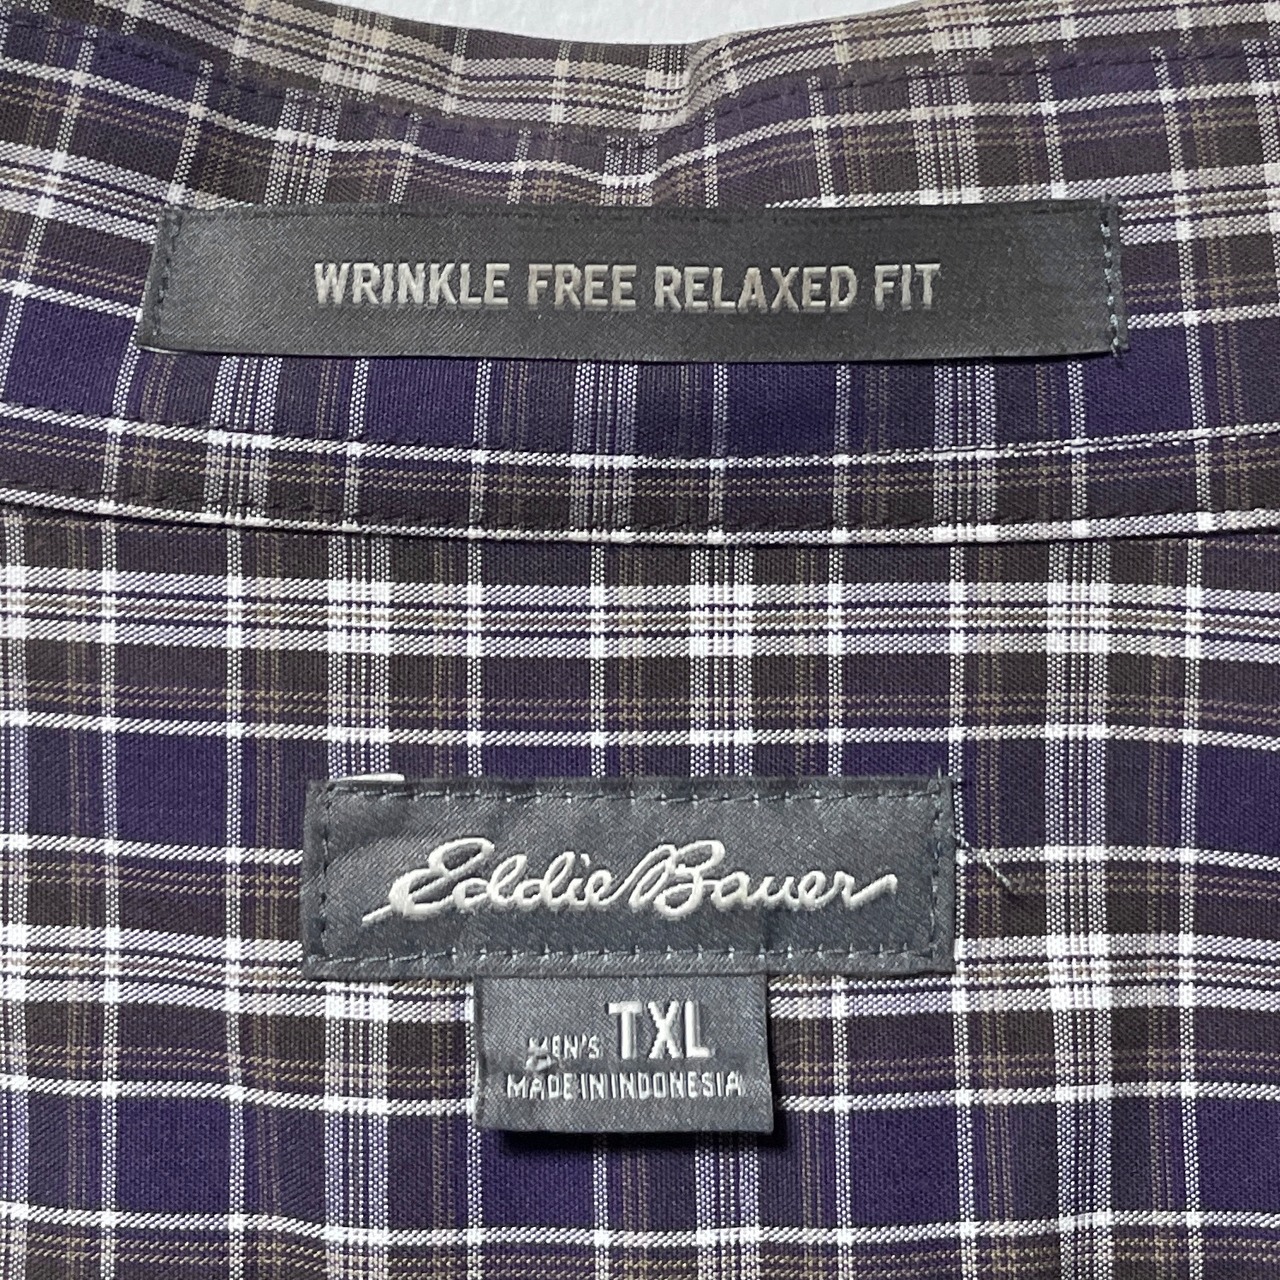 WRINKLE FREE RELAXED FIT
Eddie Bauer
MEN'S TXL
MADE IN INDONESIA